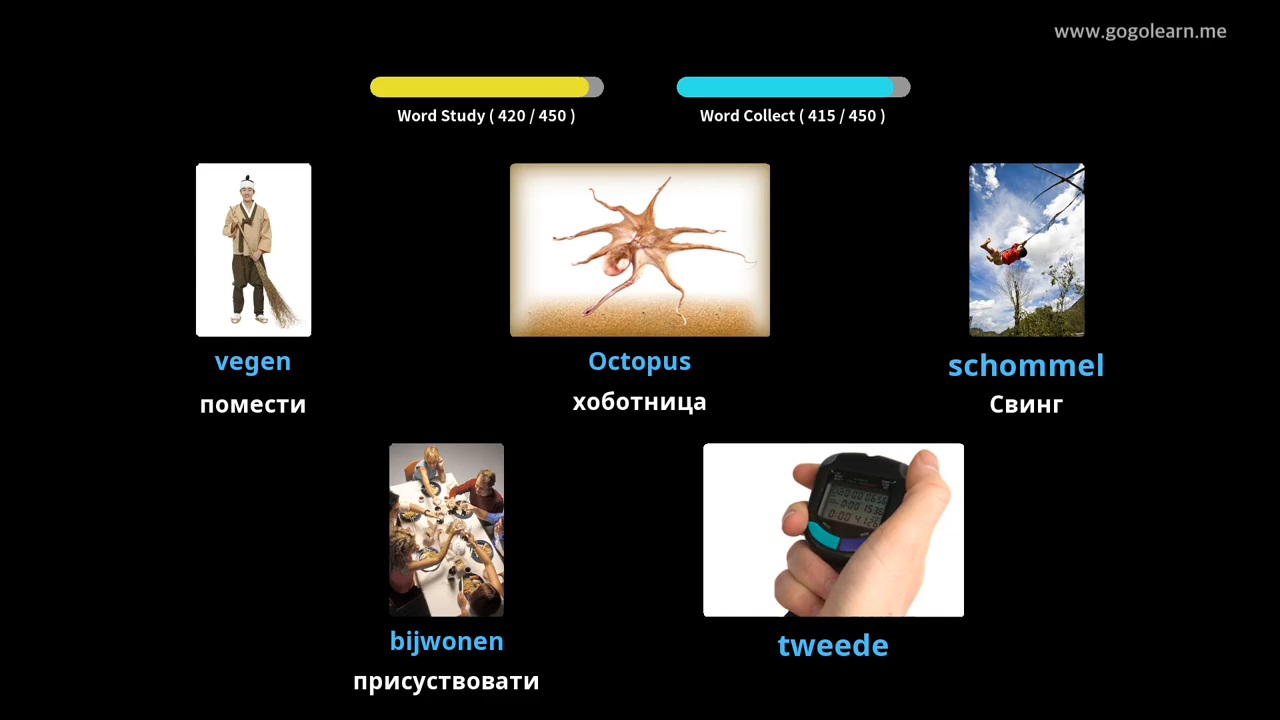 www.gogolearn.me
Word Study ( 420 / 450 )
Word Collect ( 415 / 450 )
vegen
помести
Octopus
хоботница
schommel
Свинг
bijwonen
присуствовати
tweede